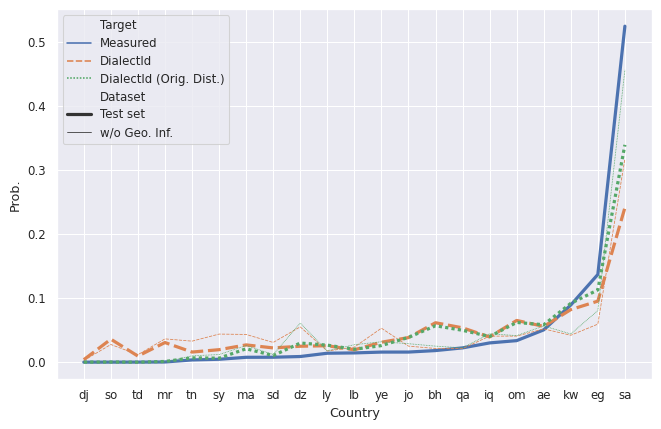 Target
Measured
DialectId
DialectId (Orig. Dist.)
Dataset
Test set
w/o Geo. Inf.
0.5
0.4
0.3
0.2
0.1
0.0
Prob.
dj so td mr tn sy ma sd dz ly lb ye jo bh qa iq om ae kw eg sa
Country